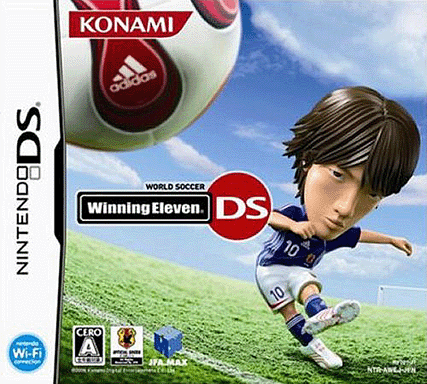 KONAMI
adidas
NINTENDO DS
WORLD SOCCER
Winning Eleven DS
10
10
nintendo
Wi-Fi
connection
CERO
A
JFA MAX
NTR-AWEJ-JPN